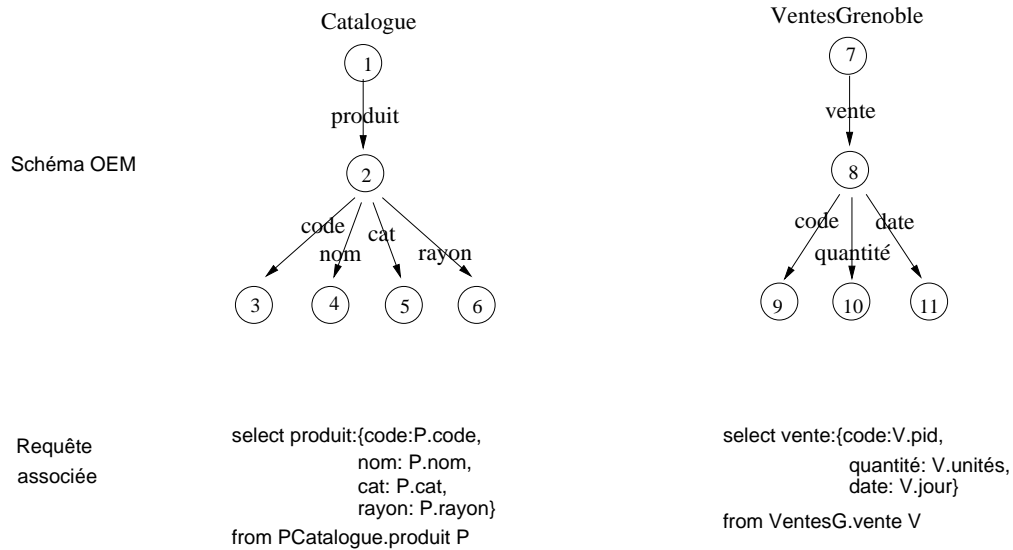 Catalogue
VentesGrenoble
1
7
produit
vente
Schéma OEM
2
8
code
nom
cat
rayon
code
quantité
date
3
4
5
6
9
10
11
Requête
associée
select produit:{code:P.code,
nom: P.nom,
cat: P.cat,
rayon: P.rayon}
from PCatalogue.produit P
select vente:{code:V.pid,
quantité: V.unités,
date: V.jour}
from VentesG.vente V